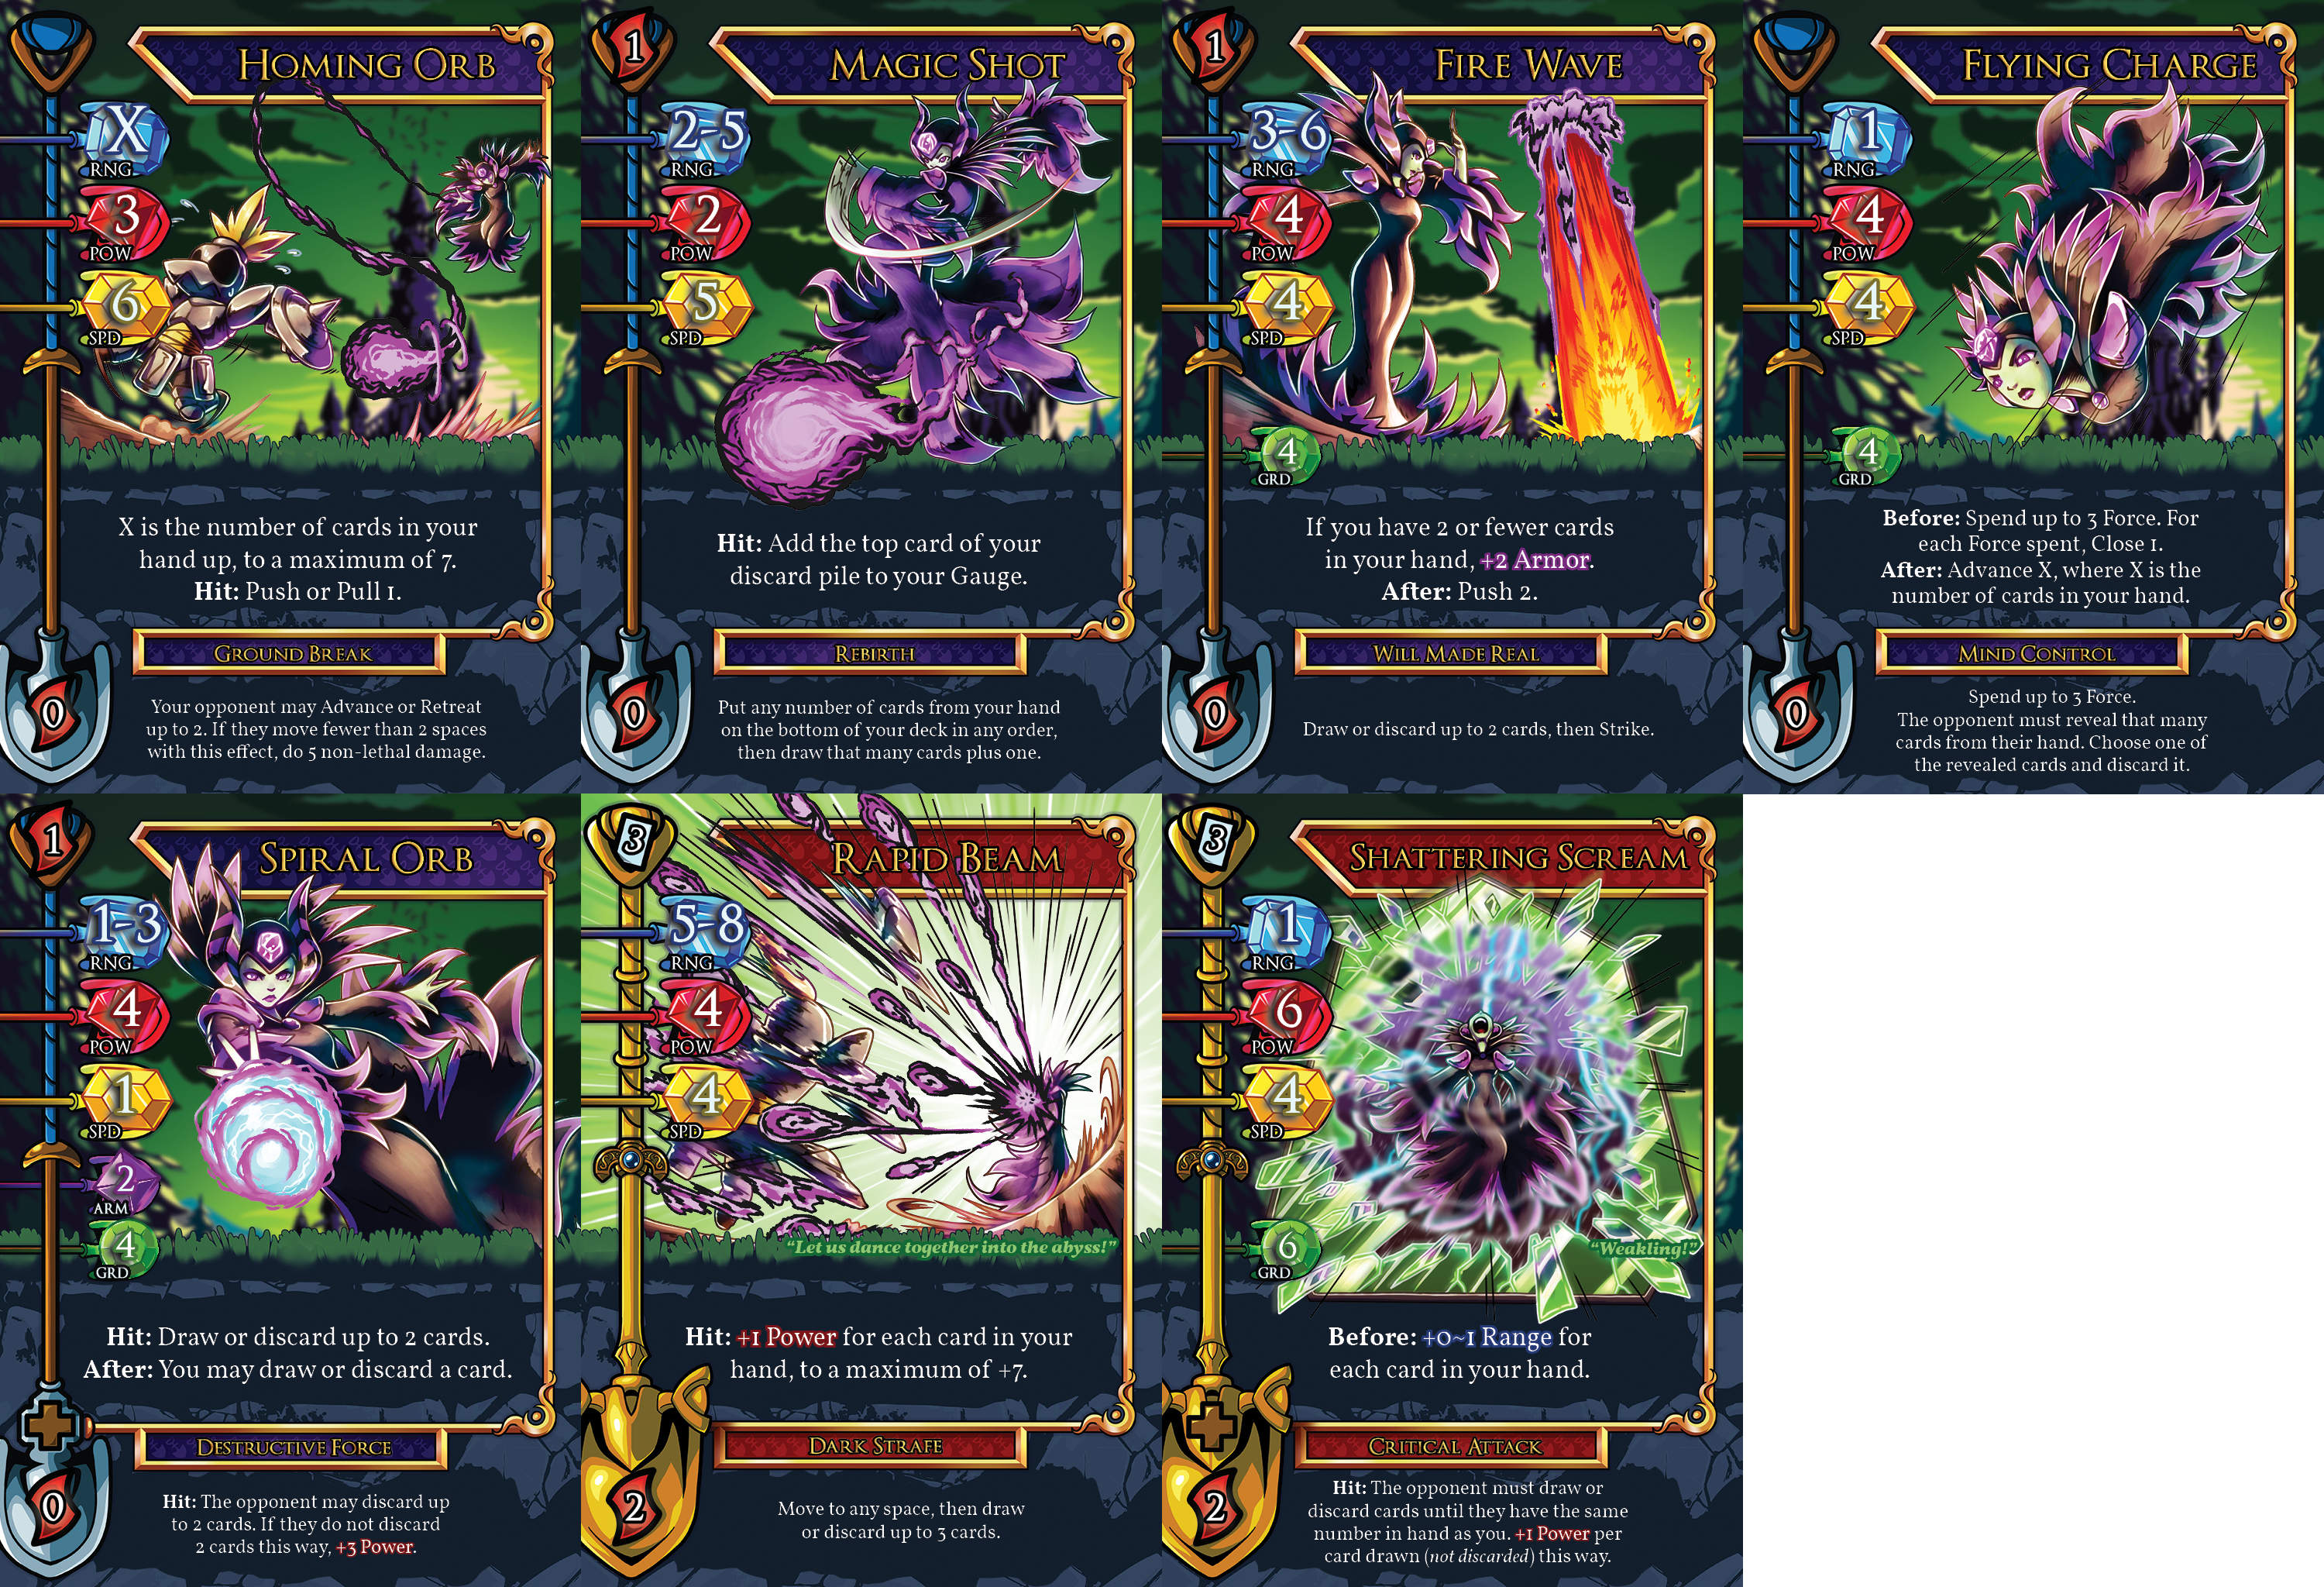 HOMING ORB
X
RNG
3
POW
6
SPD
X is the number of cards in your
hand up, to a maximum of 7.
Hit: Push or Pull 1.
GROUND BREAK
0
Your opponent may Advance or Retreat
up to 2. If they move fewer than 2 spaces
with this effect, do 5 non-lethal damage.
1
MAGIC SHOT
2-5
RNG
2
POW
5
SPD
Hit: Add the top card of your
discard pile to your Gauge.
REBIRTH
0
Put any number of cards from your hand
on the bottom of your deck in any order,
then draw that many cards plus one.
1
FIRE WAVE
3-6
RNG
4
POW
4
SPD
4
GRD
If you have 2 or fewer cards
in your hand, +2 Armor.
After: Push 2.
WILL MADE REAL
0
Draw or discard up to 2 cards, then Strike.
FLYING CHARGE
1
RNG
4
POW
4
SPD
4
GRD
Before: Spend up to 3 Force. For
each Force spent, Close 1.
After: Advance X, where X is the
number of cards in your hand.
MIND CONTROL
0
Spend up to 3 Force.
The opponent must reveal that many
cards from their hand. Choose one of
the revealed cards and discard it.
1
SPIRAL ORB
1-3
RNG
4
POW
1
SPD
2
ARM
4
GRD
Hit: Draw or discard up to 2 cards.
After: You may draw or discard a card.
DESTRUCTIVE FORCE
0
Hit: The opponent may discard up
to 2 cards. If they do not discard
2 cards this way, +3 Power.
3
RAPID BEAM
5-8
RNG
4
POW
4
SPD
"Let us dance together into the abyss!"
Hit: +1 Power for each card in your
hand, to a maximum of +7.
DARK STRAFE
2
Move to any space, then draw
or discard up to 3 cards.
3
SHATTERING SCREAM
1
RNG
6
POW
4
SPD
6
GRD
"Weakling!"
Before: +0~1 Range for
each card in your hand.
CRITICAL ATTACK
2
Hit: The opponent must draw or
discard cards until they have the same
number in hand as you. +1 Power per
card drawn (not discarded) this way.